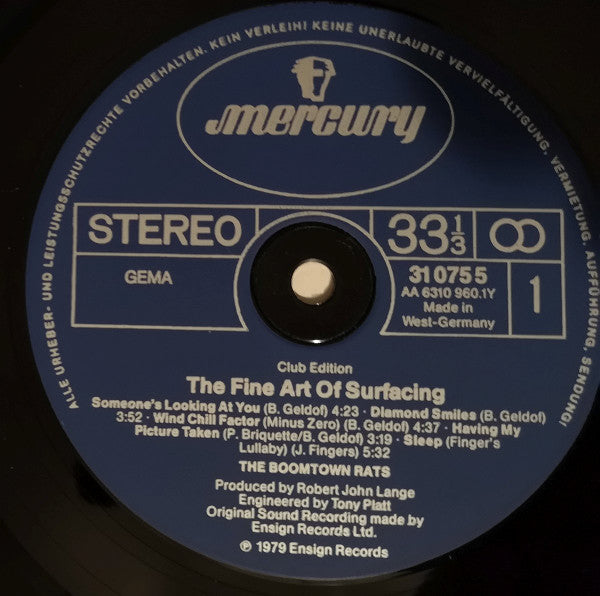 ALLE URHEBER- UND LEISTUNGSSCHUTZRECHTE VORBEHALTEN. KEIN VERLEIH! KEINE UNERLAUBTE VERVIELFÄLTIGUNG, VERMIETUNG, AUFFÜHRUNG, SENDUNG!
mercury
STEREO
33 1/3
GEMA
31 075 5
AA 6310 960.1Y
Made in
West-Germany
1
Club Edition
The Fine Art Of Surfacing
Someone's Looking At You (B. Geldof) 4:23 · Diamond Smiles (B. Geldof)
3:52 · Wind Chill Factor (Minus Zero) (B. Geldof) 4:37 · Having My
Picture Taken (P. Briquette/B. Geldof) 3:19 · Sleep (Finger's
Lullaby) (J. Fingers) 5:32
THE BOOMTOWN RATS
Produced by Robert John Lange
Engineered by Tony Platt
Original Sound Recording made by
Ensign Records Ltd.
℗ 1979 Ensign Records